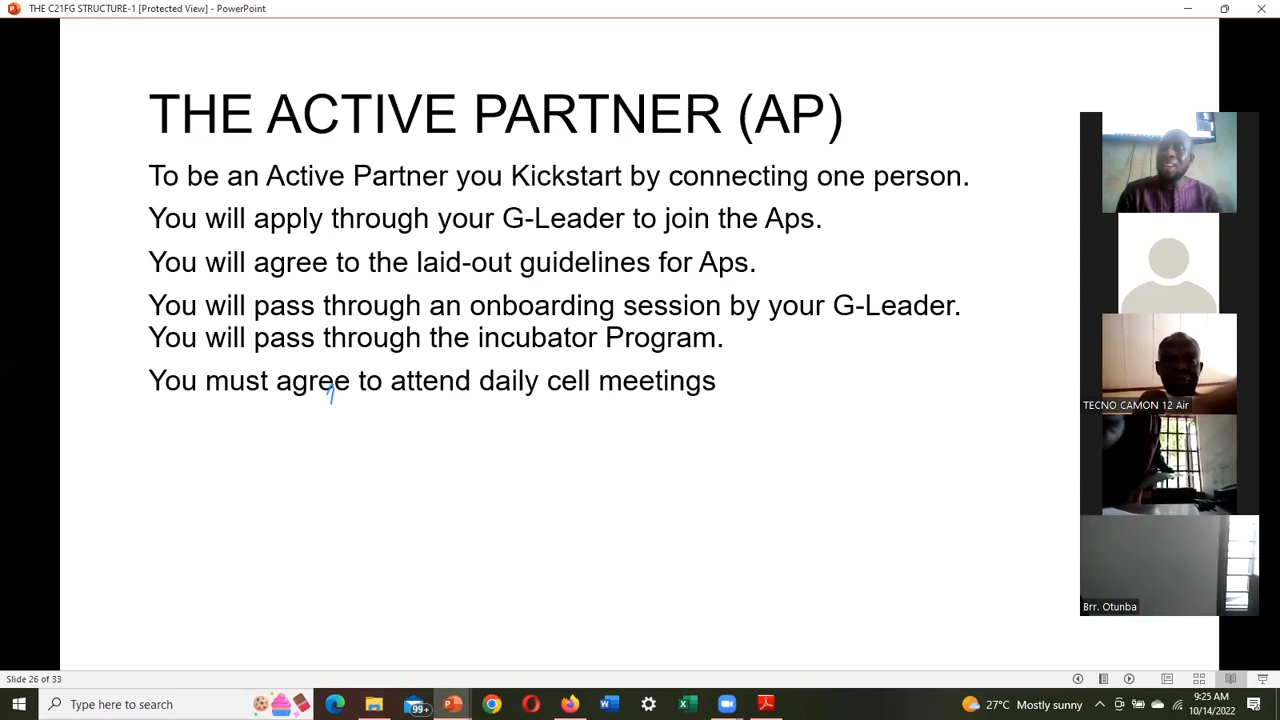 THE C21FG STRUCTURE-1 [Protected View] - PowerPoint
THE ACTIVE PARTNER (AP)
To be an Active Partner you Kickstart by connecting one person.
You will apply through your G-Leader to join the Aps.
You will agree to the laid-out guidelines for Aps.
You will pass through an onboarding session by your G-Leader.
You will pass through the incubator Program.
You must agree to attend daily cell meetings
TECNO CAMON 12 Air
Brr. Otunba
Slide 26 of 33
Type here to search
99+
27°C Mostly sunny
9:25 AM
10/14/2022